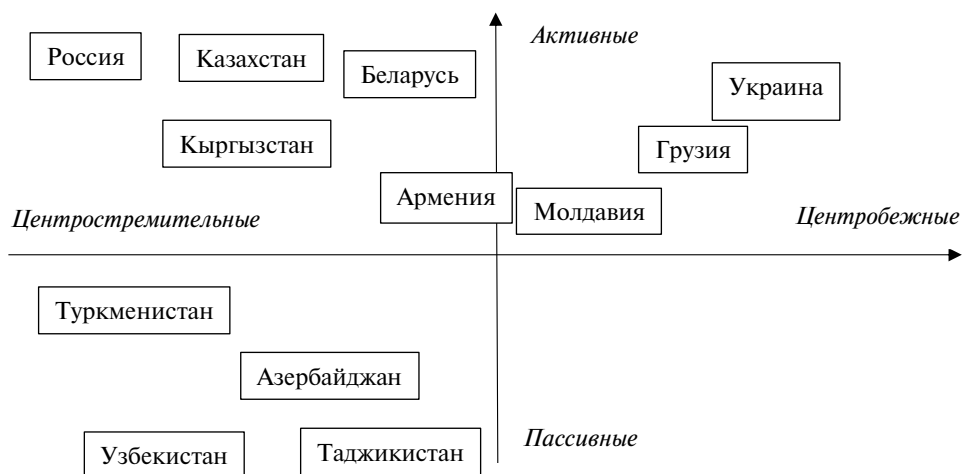 Россия
Казахстан
Беларусь
Активные
Украина
Кыргызстан
Грузия
Армения
Молдавия
Центростремительные
Центробежные
Туркменистан
Азербайджан
Узбекистан
Таджикистан
Пассивные